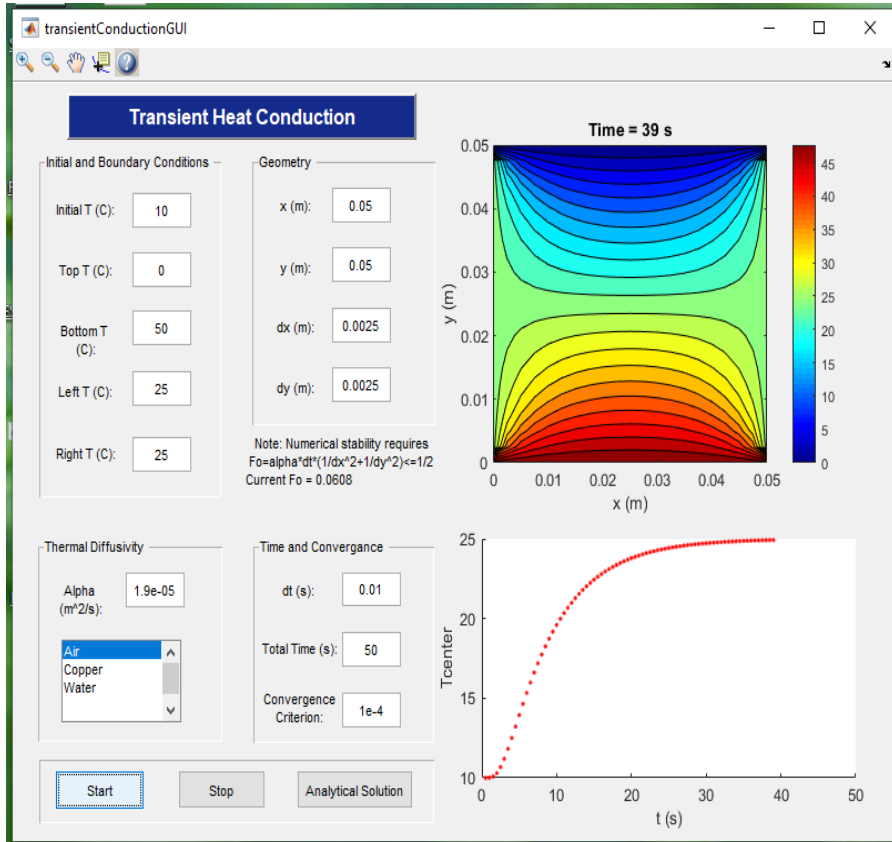 transientConductionGUI
Transient Heat Conduction
Initial and Boundary Conditions
Initial T (C):
10
Top T (C):
0
Bottom T
(C):
50
Left T (C):
25
Right T (C):
25
Geometry
x (m):
0.05
y (m):
0.05
dx (m):
0.0025
dy (m):
0.0025
Note: Numerical stability requires
Fo=alpha*dt*(1/dx^2+1/dy^2)<=1/2
Current Fo = 0.0608
Thermal Diffusivity
Alpha
(m^2/s):
1.9e-05
Air
Copper
Water
Time and Convergance
dt (s):
0.01
Total Time (s):
50
Convergence
Criterion:
1e-4
Start
Stop
Analytical Solution
Time = 39 s
0.05
0.04
0.03
0.02
0.01
0
y (m)
0
0.01
0.02
0.03
0.04
0.05
x (m)
45
40
35
30
25
20
15
10
5
0
25
20
15
10
Tcenter
0
10
20
30
40
50
t (s)